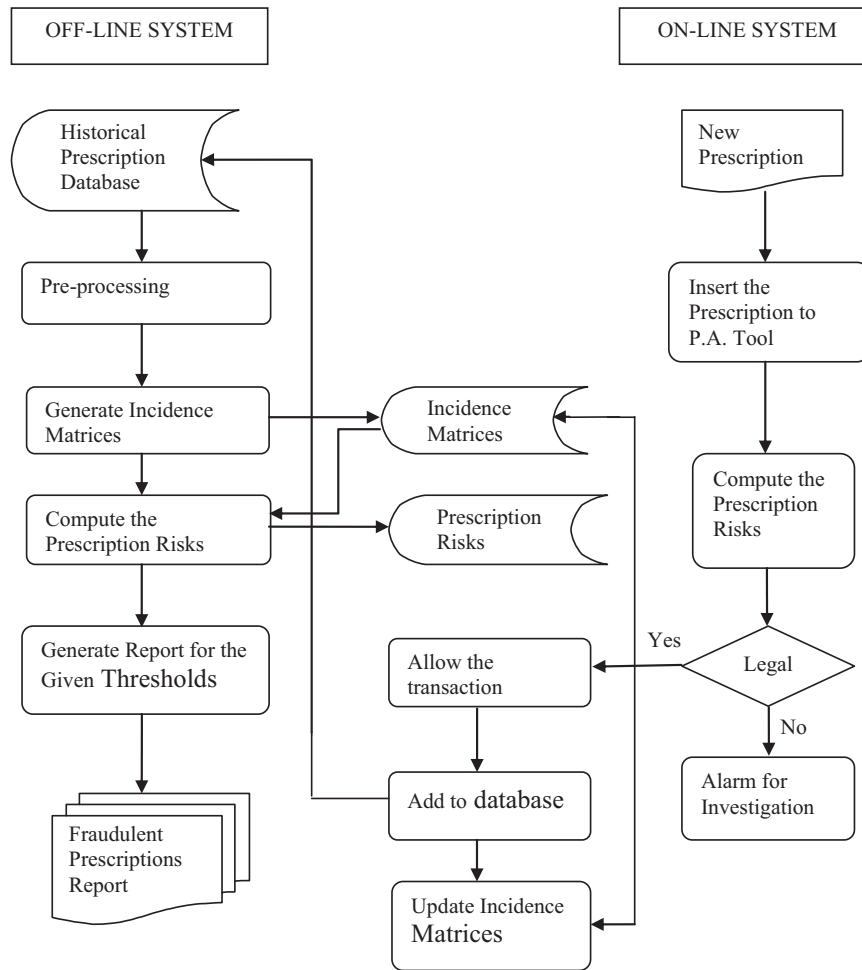 OFF-LINE SYSTEM
ON-LINE SYSTEM
Historical
Prescription
Database
New
Prescription
Pre-processing
Insert the
Prescription to
P.A. Tool
Generate Incidence
Matrices
Incidence
Matrices
Compute the
Prescription Risks
Prescription
Risks
Compute the
Prescription
Risks
Generate Report for the
Given Thresholds
Allow the
transaction
Yes
Legal
No
Add to database
Alarm for
Investigation
Fraudulent
Prescriptions
Report
Update Incidence
Matrices